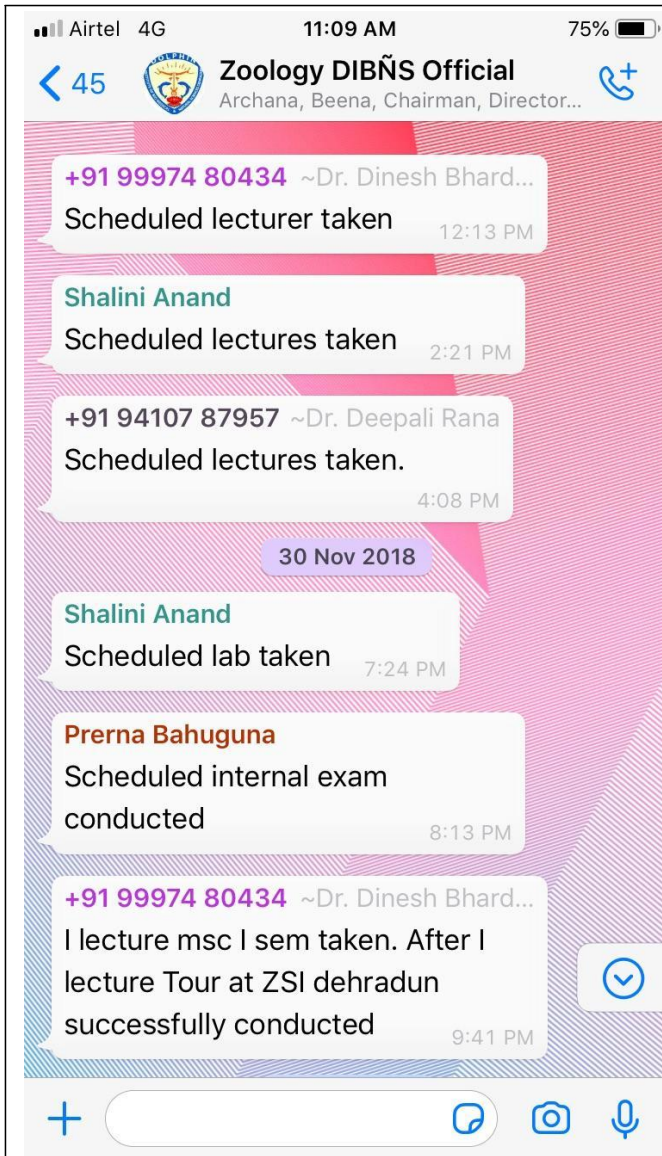 Airtel 4G 11:09 AM 75%
45 Zoology DIBÑS Official
Archana, Beena, Chairman, Director...
DOLPHIN
+91 99974 80434 ~Dr. Dinesh Bhard...
Scheduled lecturer taken 12:13 PM
Shalini Anand
Scheduled lectures taken 2:21 PM
+91 94107 87957 ~Dr. Deepali Rana
Scheduled lectures taken.
4:08 PM
30 Nov 2018
Shalini Anand
Scheduled lab taken 7:24 PM
Prerna Bahuguna
Scheduled internal exam
conducted 8:13 PM
+91 99974 80434 ~Dr. Dinesh Bhard...
I lecture msc I sem taken. After I
lecture Tour at ZSI dehradun
successfully conducted 9:41 PM